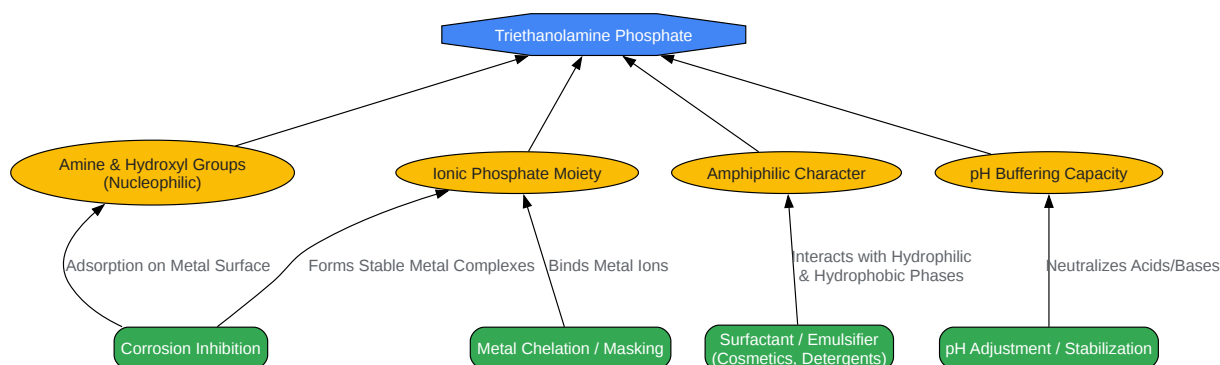 Triethanolamine Phosphate
Amine & Hydroxyl Groups
(Nucleophilic)
Ionic Phosphate Moiety
Amphiphilic Character
pH Buffering Capacity
Adsorption on Metal Surface
Forms Stable Metal Complexes
Binds Metal Ions
Interacts with Hydrophilic
& Hydrophobic Phases
Neutralizes Acids/Bases
Corrosion Inhibition
Metal Chelation / Masking
Surfactant / Emulsifier
(Cosmetics, Detergents)
pH Adjustment / Stabilization